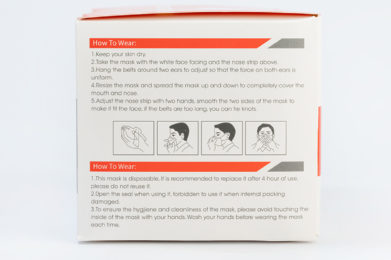 How To Wear:
1.Keep your skin dry.
2.Take the mask with the white face facing and the nose strip above.
3.Hang the belts around two ears to adjust so that the force on both ears is
uniform.
4.Resize the mask and spread the mask up and down to completely cover the
mouth and nose.
5.Adjust the nose strip with two hands, smooth the two sides of the mask to
make it fit the face, if the belts are too long, you can tie knots.
How To Wear:
1.This mask is disposable, it is recommended to replace it after 4 hour of use,
please do not reuse it.
2.Open the seal when using it, forbidden to use it when internal packing
damaged.
3.To ensure the hygiene and cleanliness of the mask, please avoid touching the
inside of the mask with your hands. Wash your hands before wearing the mask
each time.